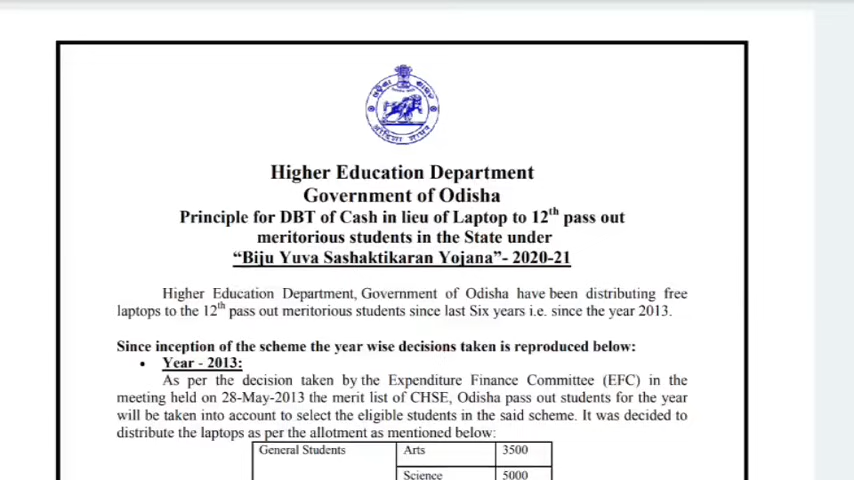 Higher Education Department
Government of Odisha
Principle for DBT of Cash in lieu of Laptop to 12th pass out
meritorious students in the State under
“Biju Yuva Sashaktikaran Yojana”- 2020-21
Higher Education Department, Government of Odisha have been distributing free
laptops to the 12th pass out meritorious students since last Six years i.e. since the year 2013.
Since inception of the scheme the year wise decisions taken is reproduced below:
• Year - 2013:
As per the decision taken by the Expenditure Finance Committee (EFC) in the
meeting held on 28-May-2013 the merit list of CHSE, Odisha pass out students for the year
will be taken into account to select the eligible students in the said scheme. It was decided to
distribute the laptops as per the allotment as mentioned below:
General Students Arts 3500
Science 5000